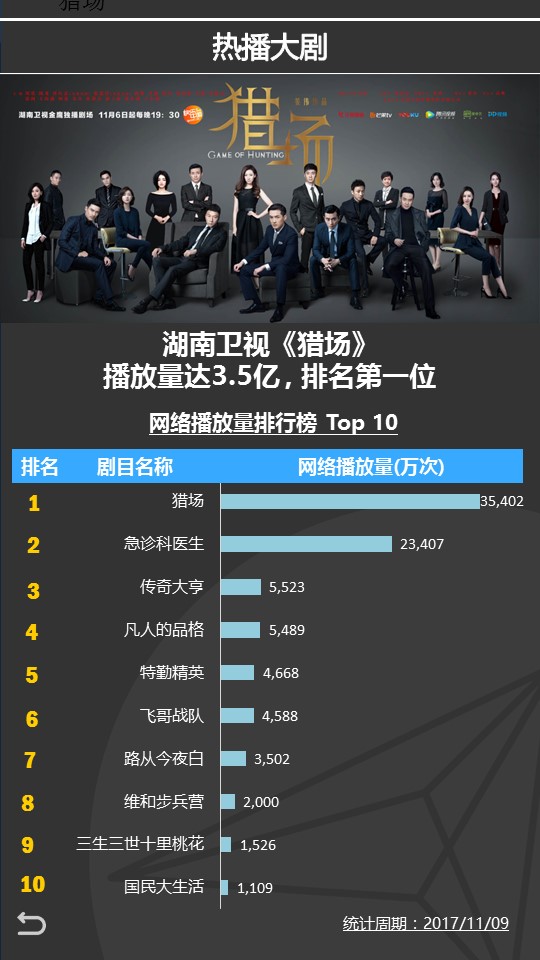 猎场
热播大剧
湖南卫视金鹰独播剧场 11月6日起每晚19：30
猎场
GAME OF HUNTING
湖南卫视《猎场》
播放量达3.5亿，排名第一位
网络播放量排行榜 Top 10
排名 剧目名称 网络播放量(万次)
1 猎场 35,402
2 急诊科医生 23,407
3 传奇大亨 5,523
4 凡人的品格 5,489
5 特勤精英 4,668
6 飞哥战队 4,588
7 路从今夜白 3,502
8 维和步兵营 2,000
9 三生三世十里桃花 1,526
10 国民大生活 1,109
统计周期：2017/11/09